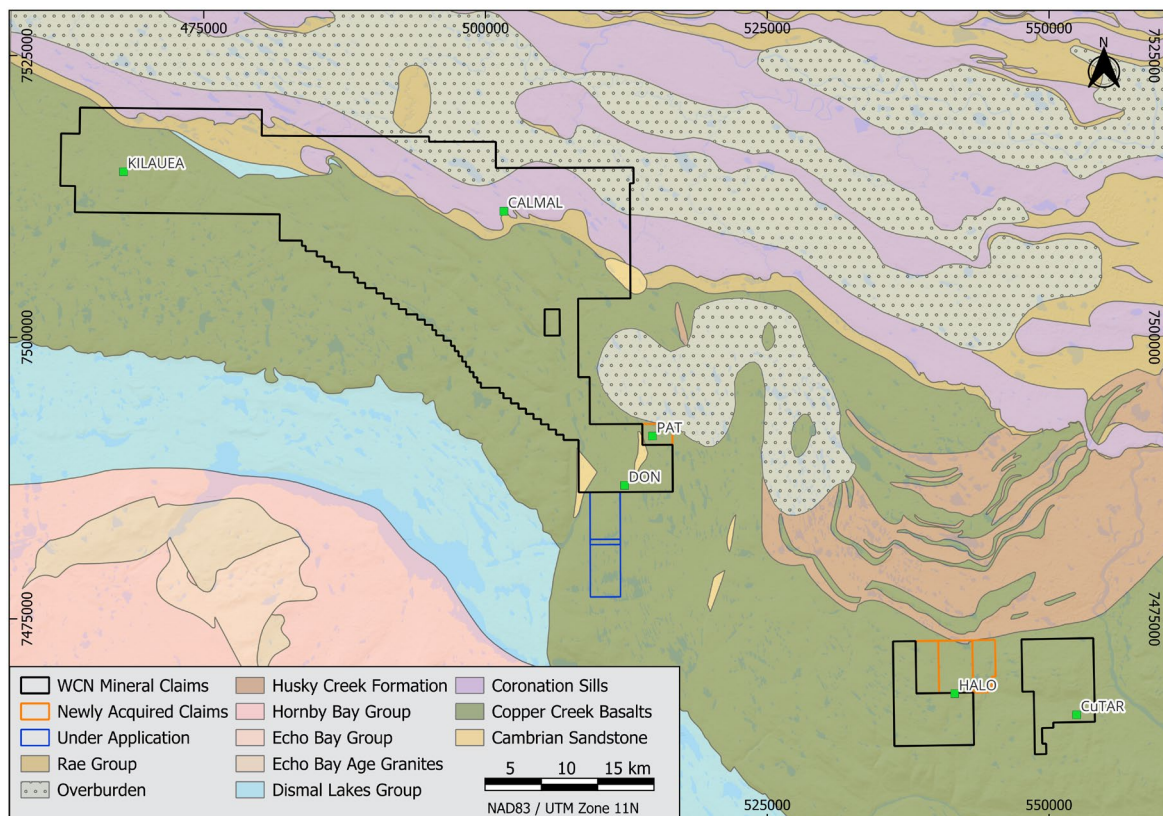 475000 500000 525000 550000
N
7525000 7525000
KILAUEA
CALMAL
7500000 7500000
PAT
DON
7475000 7475000
HALO
CuTAR
WCN Mineral Claims
Newly Acquired Claims
Under Application
Rae Group
Overburden
Husky Creek Formation
Hornby Bay Group
Echo Bay Group
Echo Bay Age Granites
Dismal Lakes Group
Coronation Sills
Copper Creek Basalts
Cambrian Sandstone
5 10 15 km
NAD83 / UTM Zone 11N
525000 550000